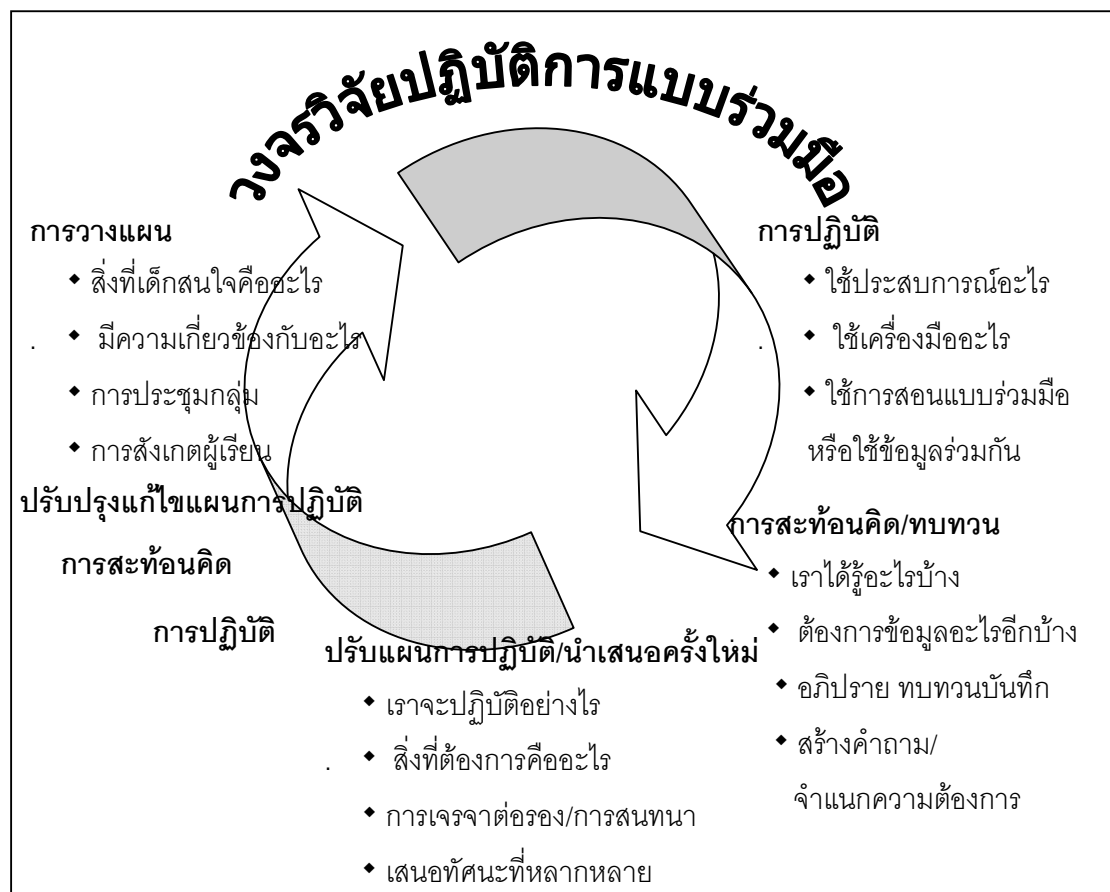 วงจรวิจัยปฏิบัติการแบบร่วมมือ
การวางแผน
◆ สิ่งที่เด็กสนใจคืออะไร
. ◆ มีความเกี่ยวข้องกับอะไร
◆ การประชุมกลุ่ม
◆ การสังเกตผู้เรียน
การปฏิบัติ
◆ ใช้ประสบการณ์อะไร
. ◆ ใช้เครื่องมืออะไร
◆ ใช้การสอนแบบร่วมมือ
หรือใช้ข้อมูลร่วมกัน
การสะท้อนคิด/ทบทวน
◆ เราได้รู้อะไรบ้าง
◆ ต้องการข้อมูลอะไรอีกบ้าง
◆ อภิปราย ทบทวนบันทึก
◆ สร้างคำถาม/
จำแนกความต้องการ
ปรับแผนการปฏิบัติ/นำเสนอครั้งใหม่
◆ เราจะปฏิบัติอย่างไร
. ◆ สิ่งที่ต้องการคืออะไร
◆ การเจรจาต่อรอง/การสนทนา
◆ เสนอทัศนะที่หลากหลาย
ปรับปรุงแก้ไขแผนการปฏิบัติ
การสะท้อนคิด
การปฏิบัติ